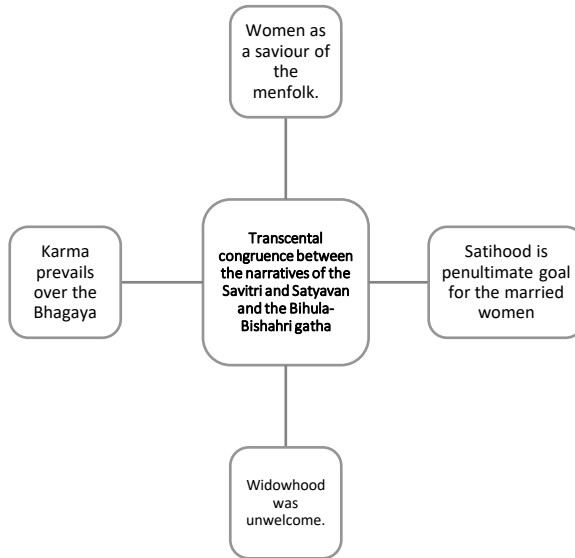 Women as
a saviour of
the
menfolk.
Karma
prevails
over the
Bhagaya
Transcental
congruence between
the narratives of the
Savitri and Satyavan
and the Bihula-
Bishahri gatha
Satihood is
penultimate goal
for the married
women
Widowhood
was
unwelcome.